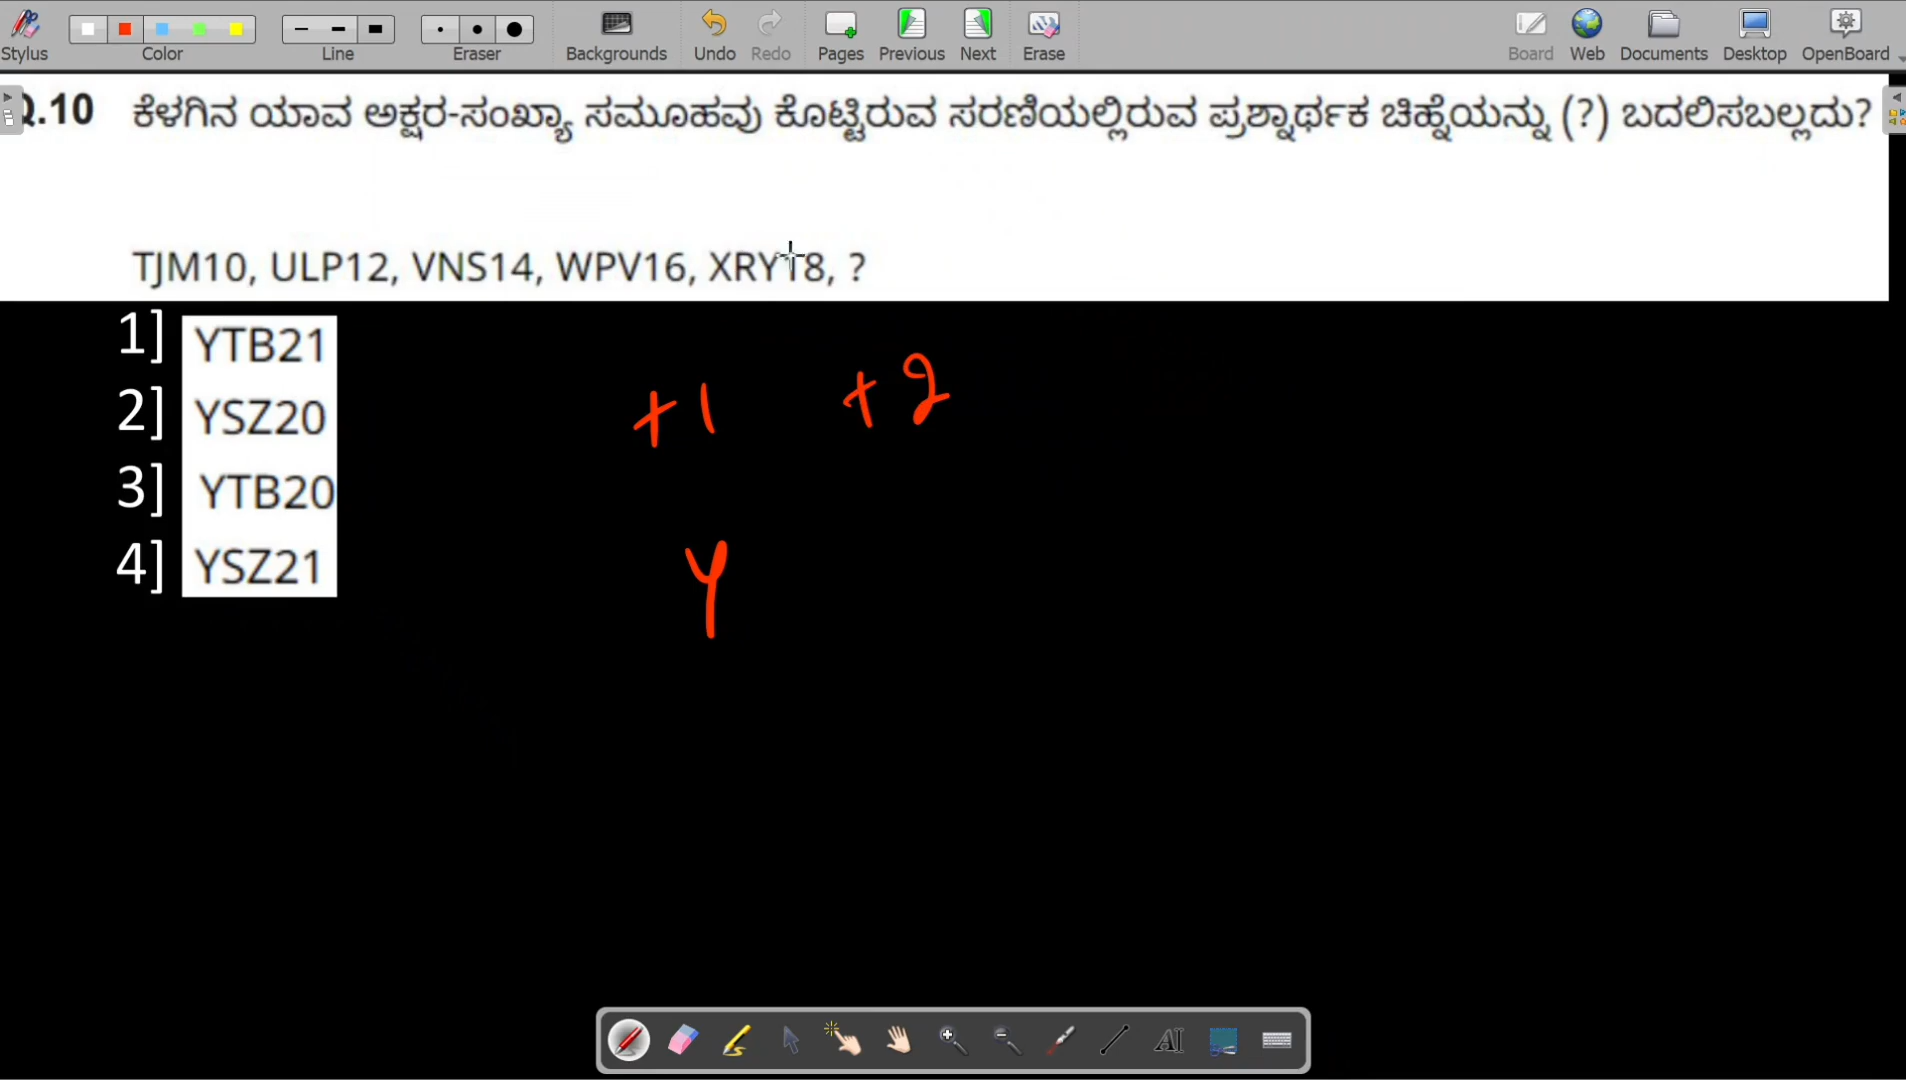 Stylus Color Line Eraser Backgrounds Undo Redo Pages Previous Next Erase Board Web Documents Desktop OpenBoard
Q.10 ಕೆಳಗಿನ ಯಾವ ಅಕ್ಷರ-ಸಂಖ್ಯಾ ಸಮೂಹವು ಕೊಟ್ಟಿರುವ ಸರಣಿಯಲ್ಲಿರುವ ಪ್ರಶ್ನಾರ್ಥಕ ಚಿಹ್ನೆಯನ್ನು (?) ಬದಲಿಸಬಲ್ಲದು?
TJM10, ULP12, VNS14, WPV16, XRY18, ?
1] YTB21
2] YSZ20
3] YTB20
4] YSZ21
+1 +2
Y